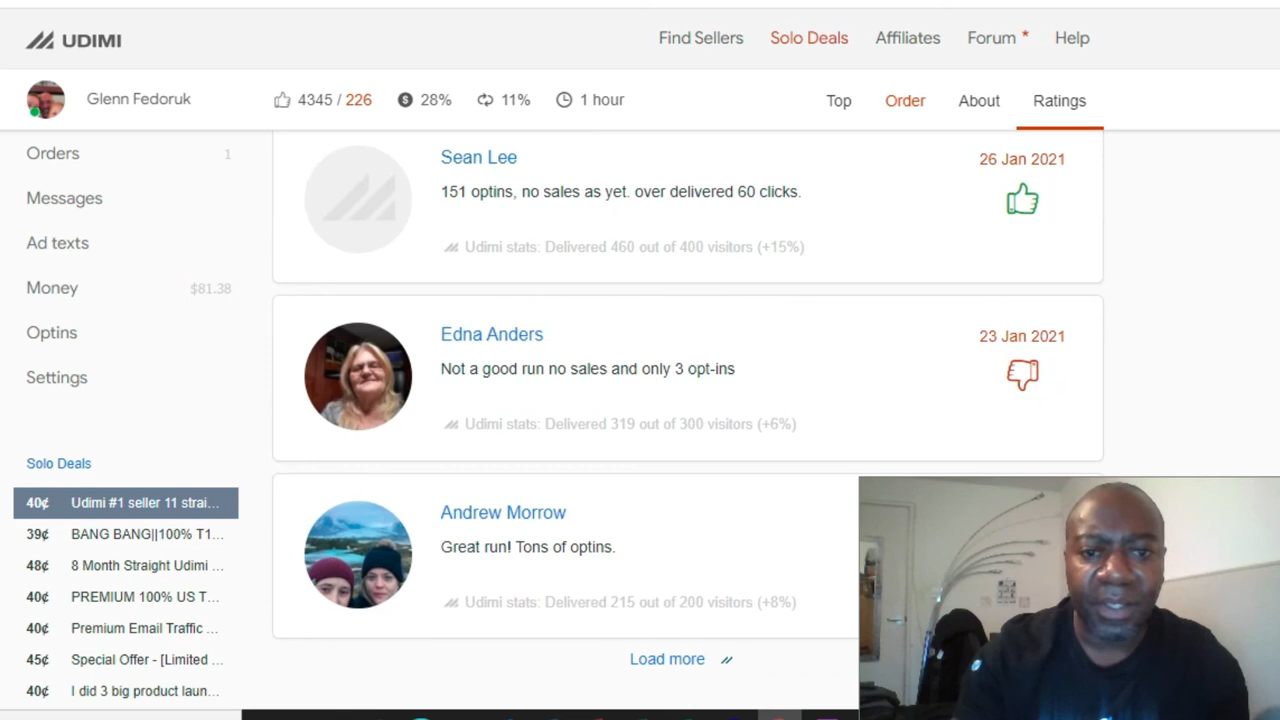 UDIMI
Find Sellers
Solo Deals
Affiliates
Forum *
Help
Glenn Fedoruk
4345 / 226
28%
11%
1 hour
Top
Order
About
Ratings
Orders 1
Messages
Ad texts
Money $81.38
Optins
Settings
Solo Deals
40¢ Udimi #1 seller 11 strai...
39¢ BANG BANG||100% T1...
48¢ 8 Month Straight Udimi ...
40¢ PREMIUM 100% US T...
40¢ Premium Email Traffic ...
45¢ Special Offer - [Limited ...
40¢ I did 3 big product laun...
Sean Lee
26 Jan 2021
151 optins, no sales as yet. over delivered 60 clicks.
Udimi stats: Delivered 460 out of 400 visitors (+15%)
Edna Anders
23 Jan 2021
Not a good run no sales and only 3 opt-ins
Udimi stats: Delivered 319 out of 300 visitors (+6%)
Andrew Morrow
Great run! Tons of optins.
Udimi stats: Delivered 215 out of 200 visitors (+8%)
Load more